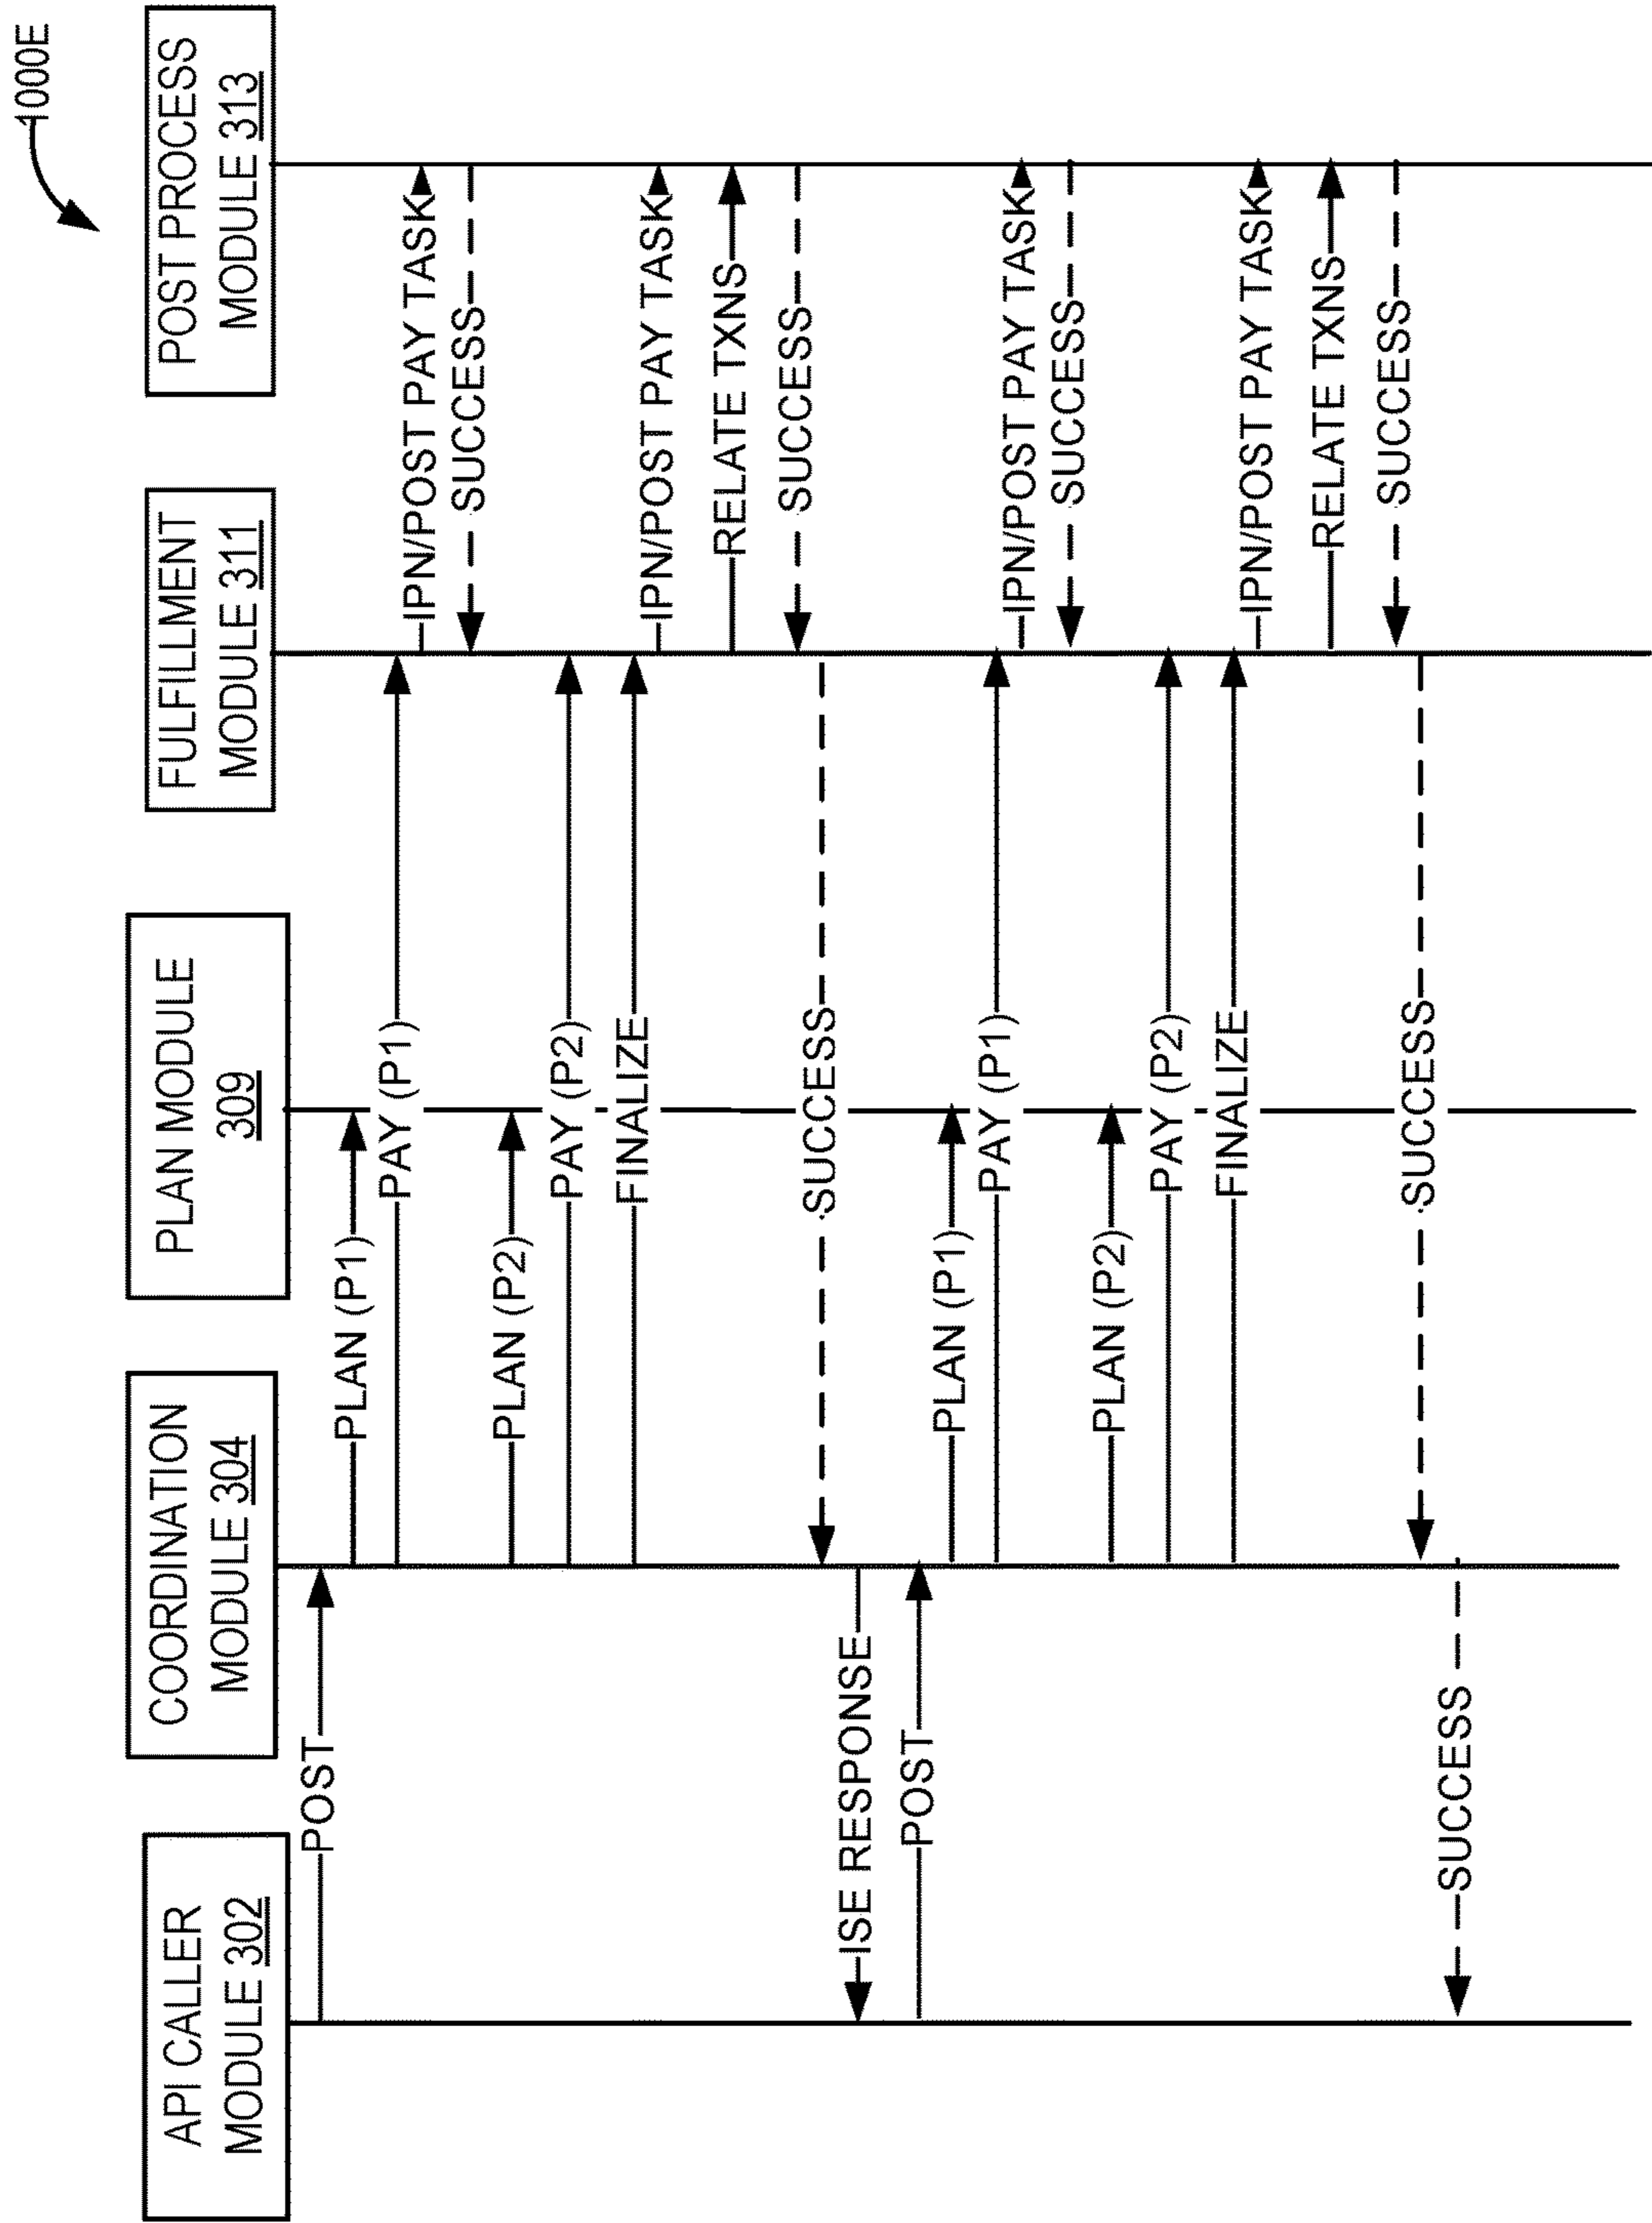 1000E
API CALLER
MODULE 302
COORDINATION
MODULE 304
PLAN MODULE
309
FULFILLMENT
MODULE 311
POST PROCESS
MODULE 313
POST
PLAN (P1)
PAY (P1)
IPN/POST PAY TASK
SUCCESS
PLAN (P2)
PAY (P2)
FINALIZE
IPN/POST PAY TASK
RELATE TXNS
SUCCESS
SUCCESS
ISE RESPONSE
POST
PLAN (P1)
PAY (P1)
IPN/POST PAY TASK
SUCCESS
PLAN (P2)
PAY (P2)
FINALIZE
IPN/POST PAY TASK
RELATE TXNS
SUCCESS
SUCCESS
SUCCESS